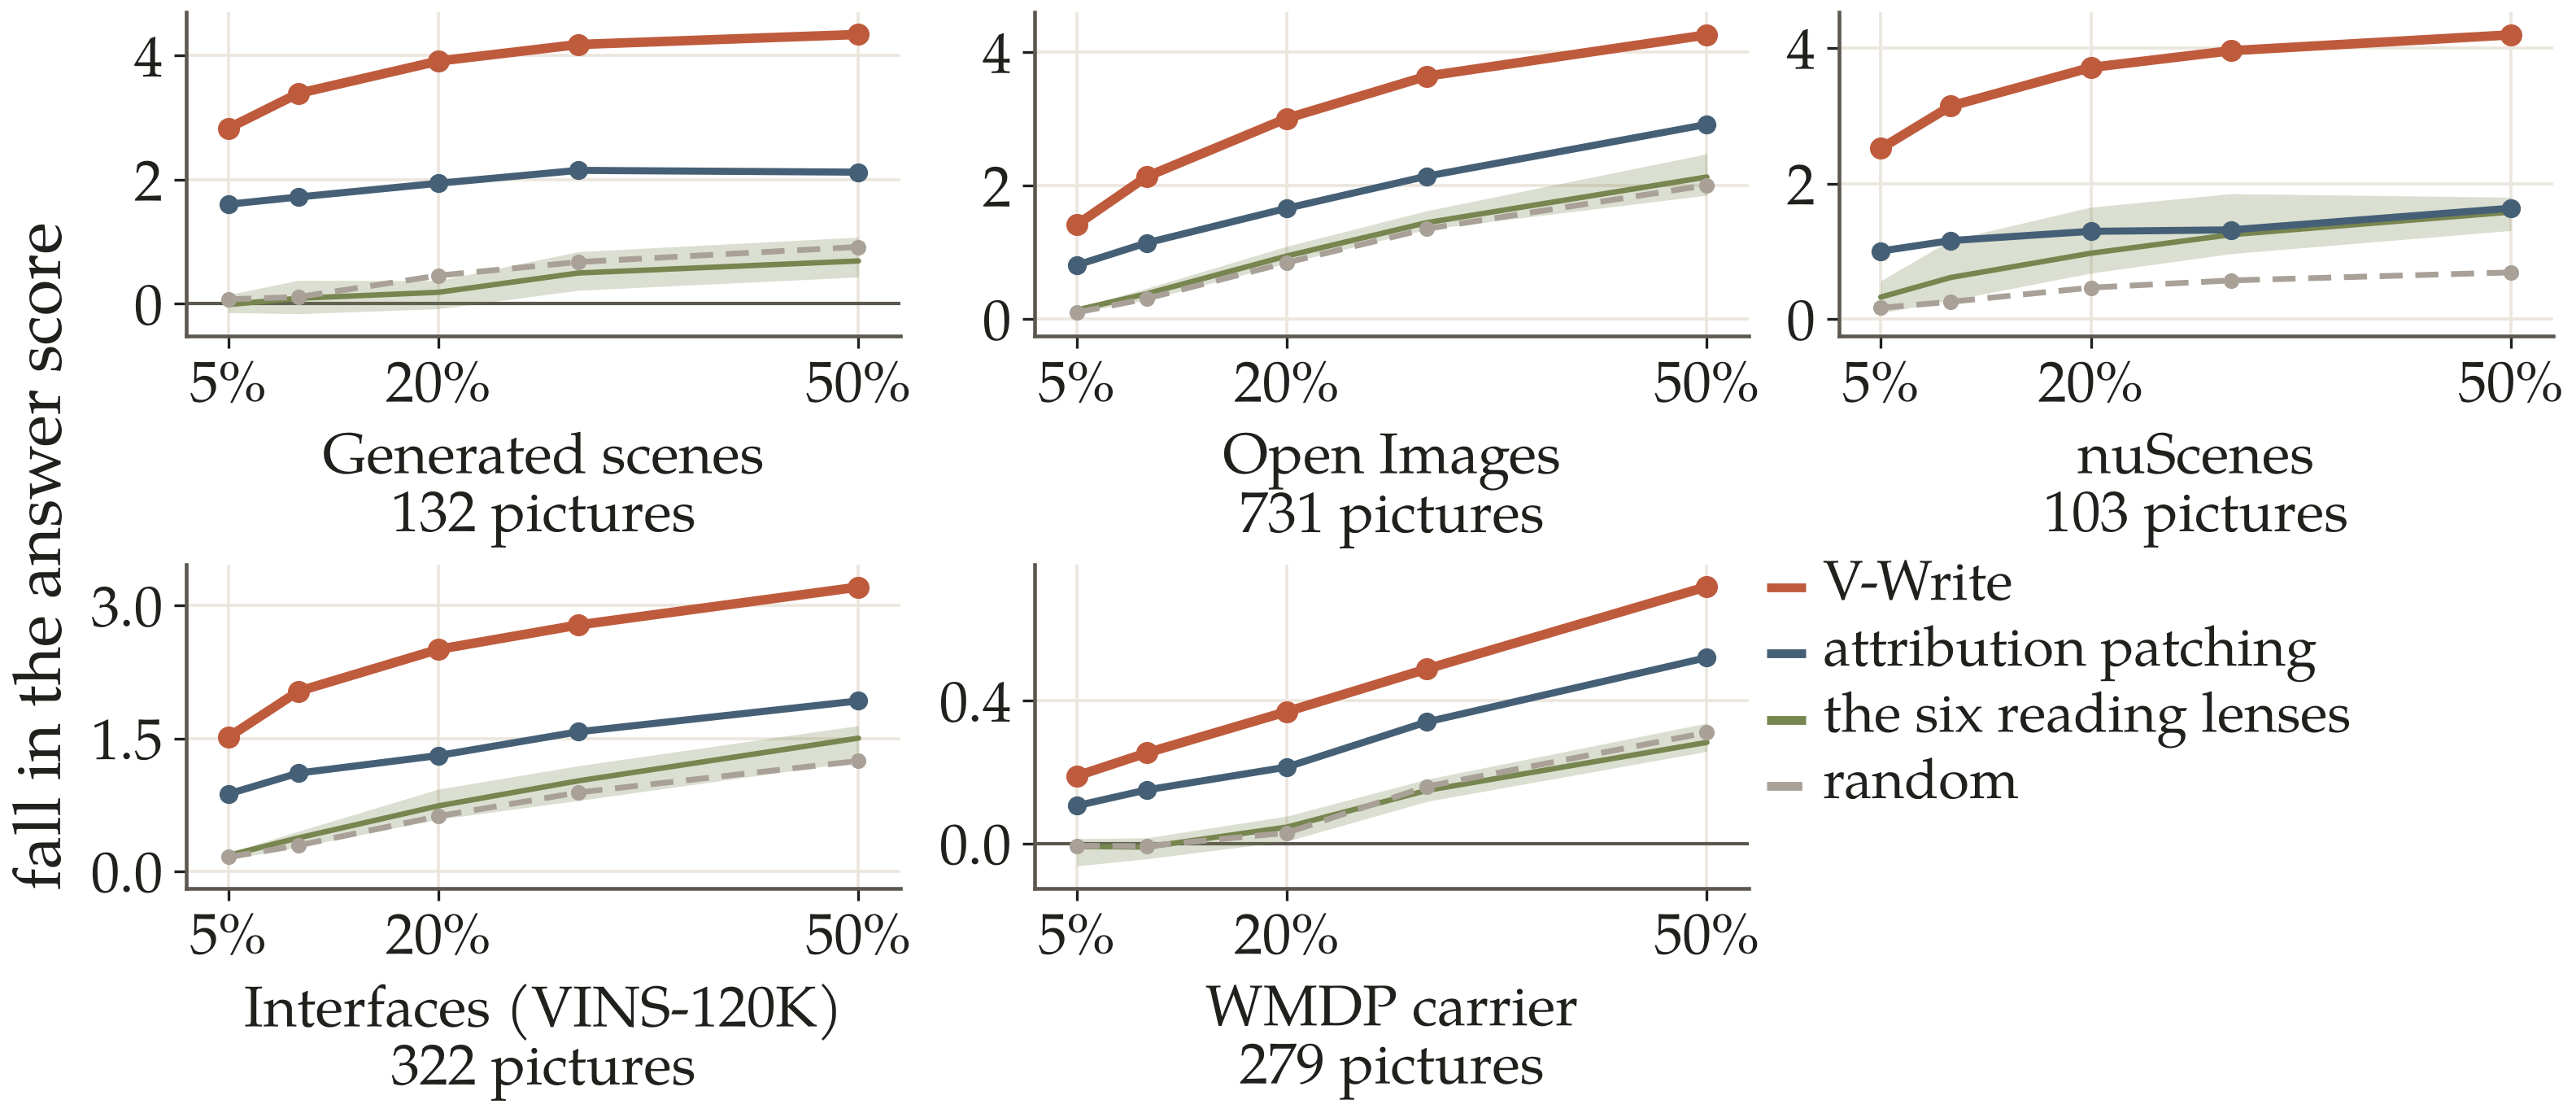 fall in the answer score
4
2
0
5%
20%
50%
Generated scenes
132 pictures
4
2
0
5%
20%
50%
Open Images
731 pictures
4
2
0
5%
20%
50%
nuScenes
103 pictures
3.0
1.5
0.0
5%
20%
50%
Interfaces (VINS-120K)
322 pictures
0.4
0.0
5%
20%
50%
WMDP carrier
279 pictures
V-Write
attribution patching
the six reading lenses
random